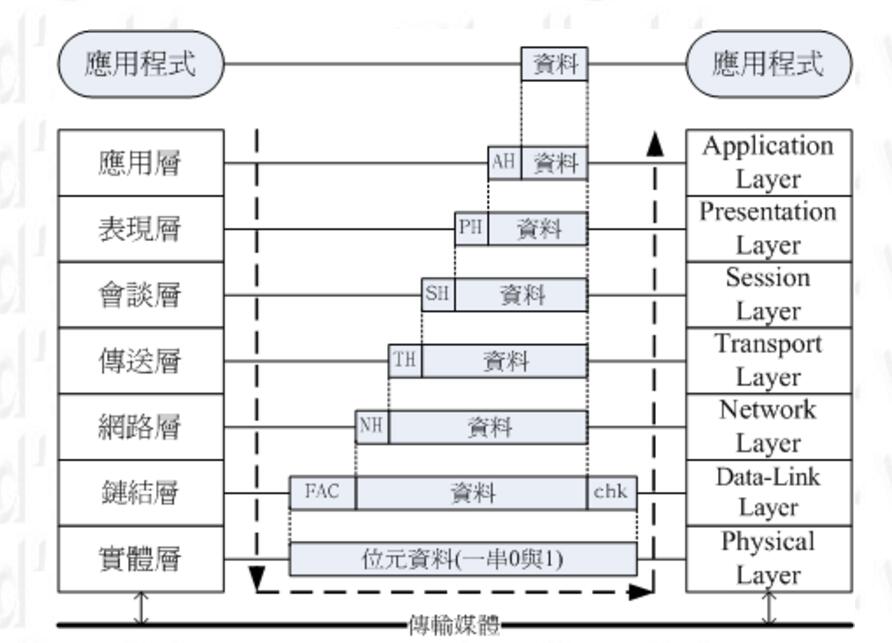 應用程式
資料
應用程式
應用層
AH
資料
Application
Layer
表現層
PH
資料
Presentation
Layer
會談層
SH
資料
Session
Layer
傳送層
TH
資料
Transport
Layer
網路層
NH
資料
Network
Layer
鏈結層
FAC
資料
chk
Data-Link
Layer
實體層
位元資料(一串0與1)
Physical
Layer
傳輸媒體